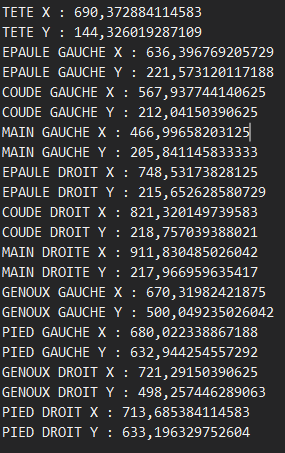 TETE X : 690,372884114583
TETE Y : 144,326019287109
EPAULE GAUCHE X : 636,396769205729
EPAULE GAUCHE Y : 221,573120117188
COUDE GAUCHE X : 567,937744140625
COUDE GAUCHE Y : 212,04150390625
MAIN GAUCHE X : 466,99658203125
MAIN GAUCHE Y : 205,841145833333
EPAULE DROIT X : 748,53173828125
EPAULE DROIT Y : 215,652628580729
COUDE DROIT X : 821,320149739583
COUDE DROIT Y : 218,757039388021
MAIN DROITE X : 911,830485026042
MAIN DROITE Y : 217,966959635417
GENOUX GAUCHE X : 670,31982421875
GENOUX GAUCHE Y : 500,049235026042
PIED GAUCHE X : 680,022338867188
PIED GAUCHE Y : 632,944254557292
GENOUX DROIT X : 721,29150390625
GENOUX DROIT Y : 498,257446289063
PIED DROIT X : 713,685384114583
PIED DROIT Y : 633,196329752604